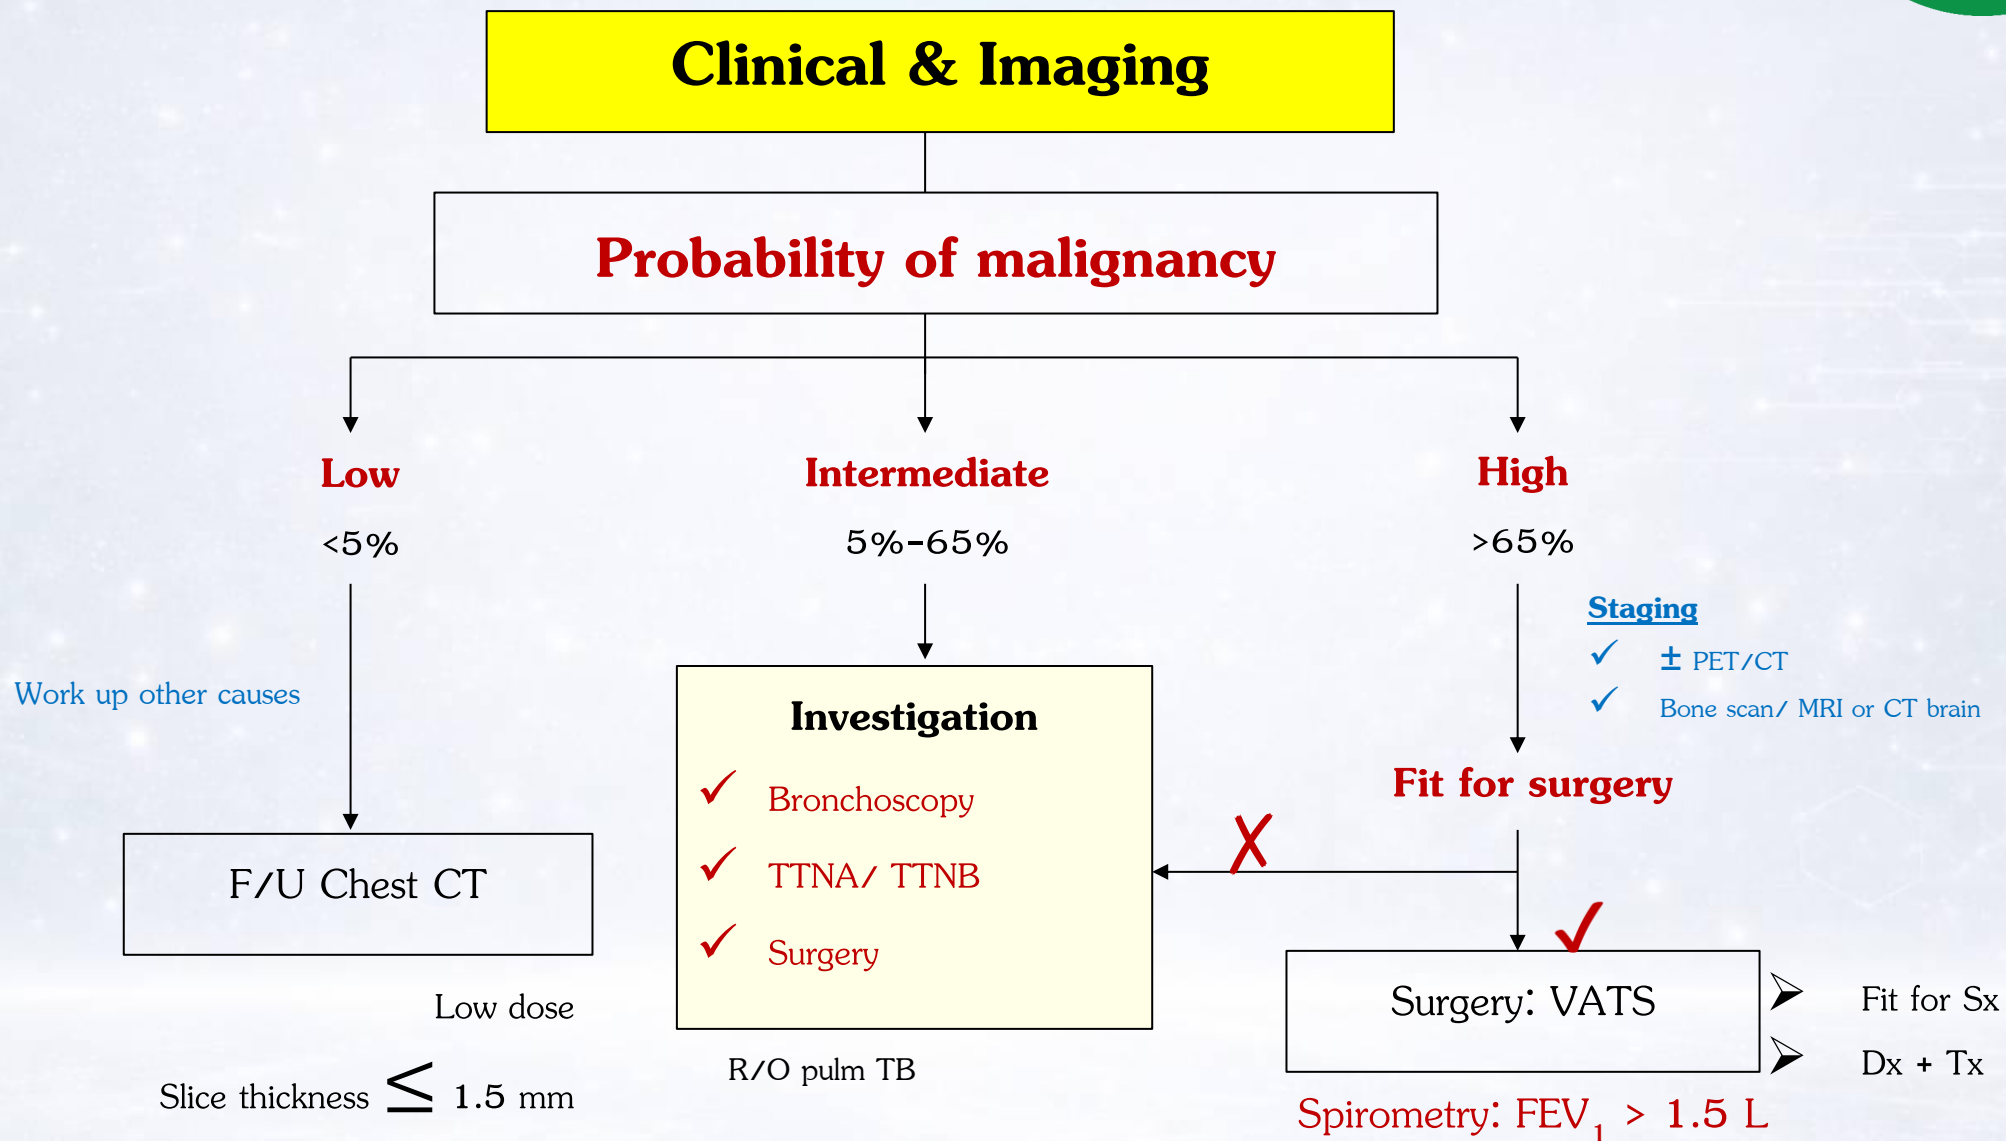 Clinical & Imaging
Probability of malignancy
Low
<5%
Intermediate
5%-65%
High
>65%
Work up other causes
Staging
✓ ± PET/CT
✓ Bone scan/ MRI or CT brain
Investigation
✓ Bronchoscopy
✓ TTNA/ TTNB
✓ Surgery
Fit for surgery
✗
✓
F/U Chest CT
Low dose
Slice thickness ≤ 1.5 mm
R/O pulm TB
Surgery: VATS
➢ Fit for Sx
➢ Dx + Tx
Spirometry: FEV₁ > 1.5 L